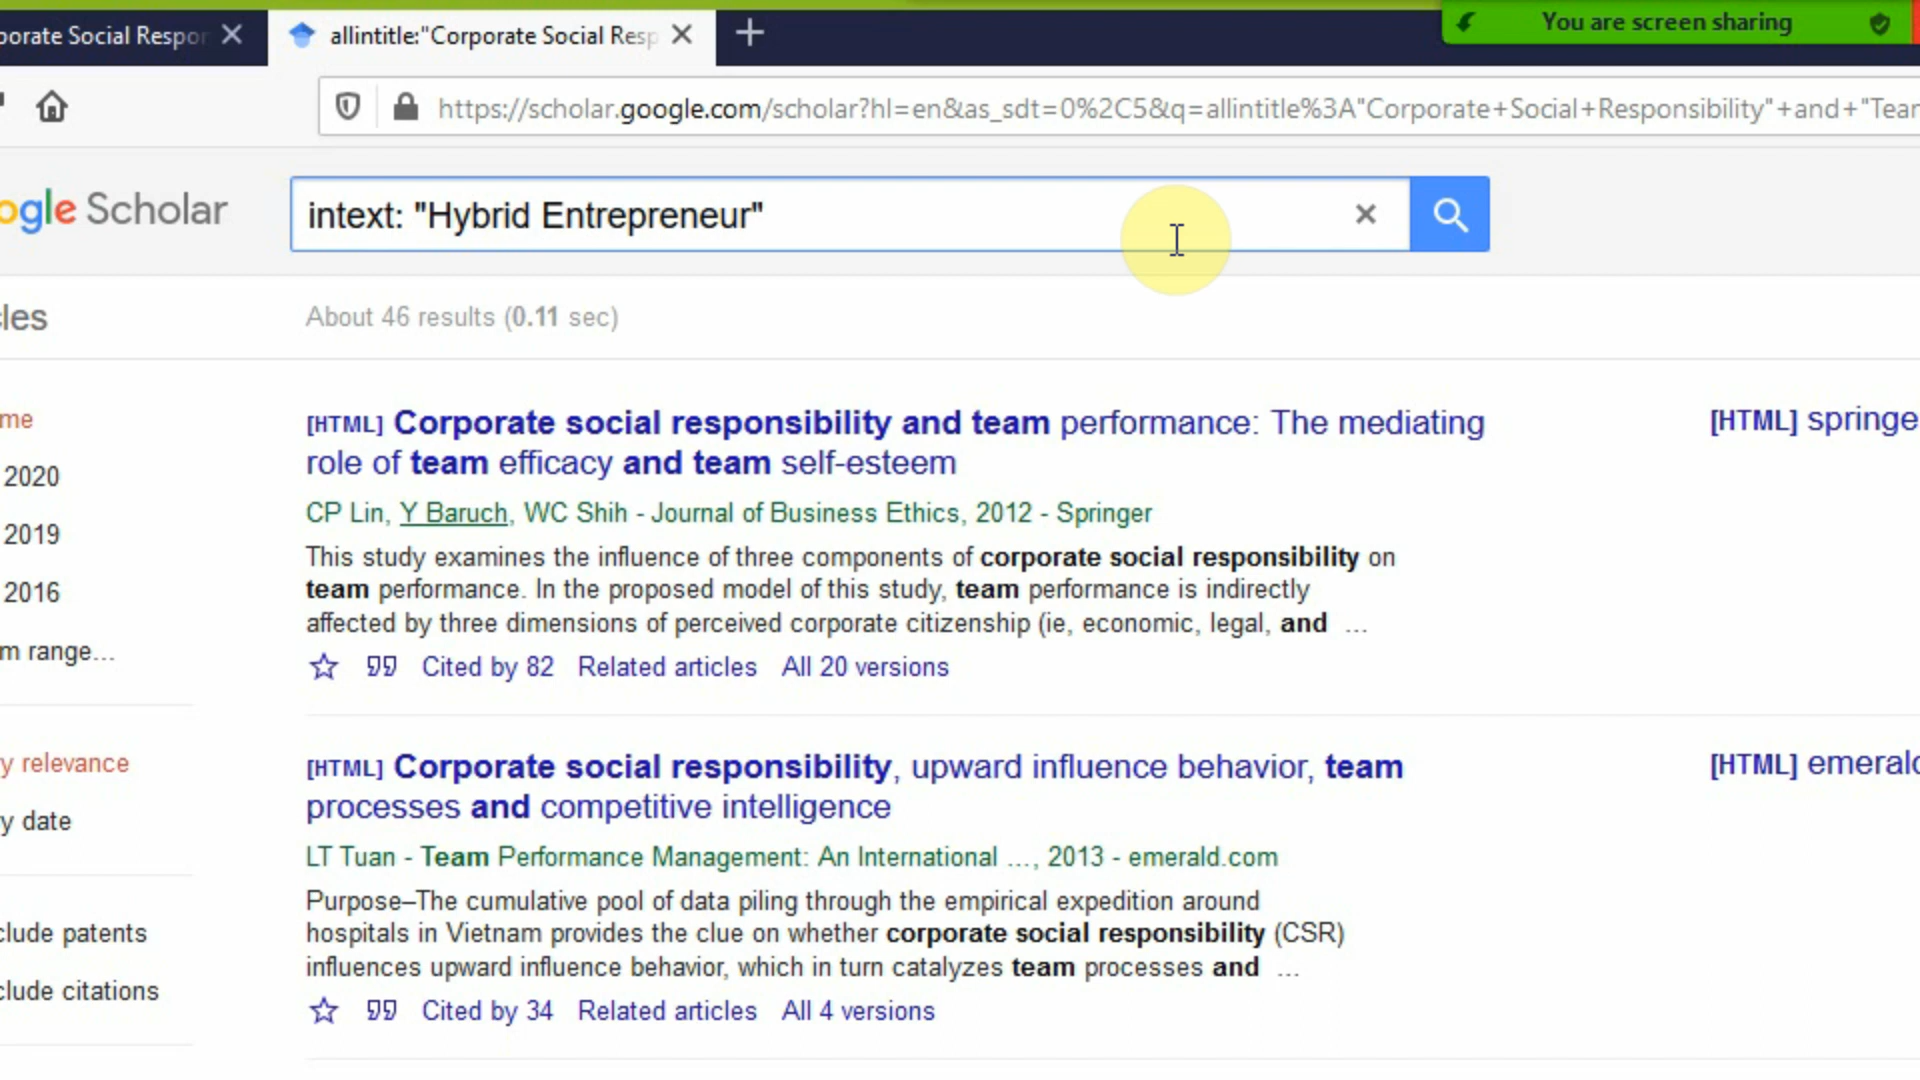 porate Social Respor
allintitle:"Corporate Social Resp
You are screen sharing
https://scholar.google.com/scholar?hl=en&as_sdt=0%2C5&q=allintitle%3A"Corporate+Social+Responsibility"+and+"Tear
ogle Scholar
intext: "Hybrid Entrepreneur"
cles
About 46 results (0.11 sec)
me
2020
2019
2016
m range...
y relevance
y date
clude patents
clude citations
[HTML] Corporate social responsibility and team performance: The mediating
role of team efficacy and team self-esteem
CP Lin, Y Baruch, WC Shih - Journal of Business Ethics, 2012 - Springer
This study examines the influence of three components of corporate social responsibility on
team performance. In the proposed model of this study, team performance is indirectly
affected by three dimensions of perceived corporate citizenship (ie, economic, legal, and ...
Cited by 82 Related articles All 20 versions
[HTML] springe
[HTML] Corporate social responsibility, upward influence behavior, team
processes and competitive intelligence
LT Tuan - Team Performance Management: An International ..., 2013 - emerald.com
Purpose–The cumulative pool of data piling through the empirical expedition around
hospitals in Vietnam provides the clue on whether corporate social responsibility (CSR)
influences upward influence behavior, which in turn catalyzes team processes and ...
Cited by 34 Related articles All 4 versions
[HTML] emerald